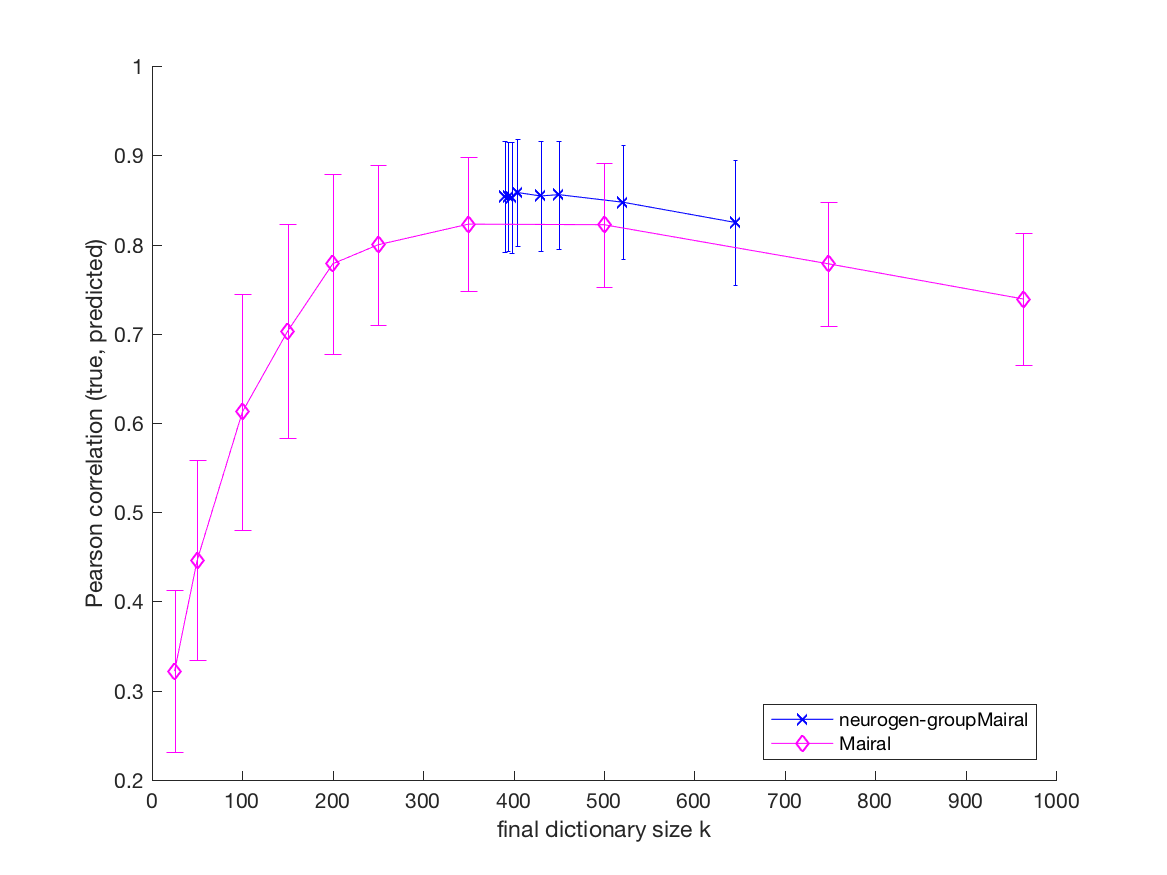 1
0.9
0.8
0.7
0.6
0.5
0.4
0.3
0.2
Pearson correlation (true, predicted)
0 100 200 300 400 500 600 700 800 900 1000
final dictionary size k
neurogen-groupMairal
Mairal